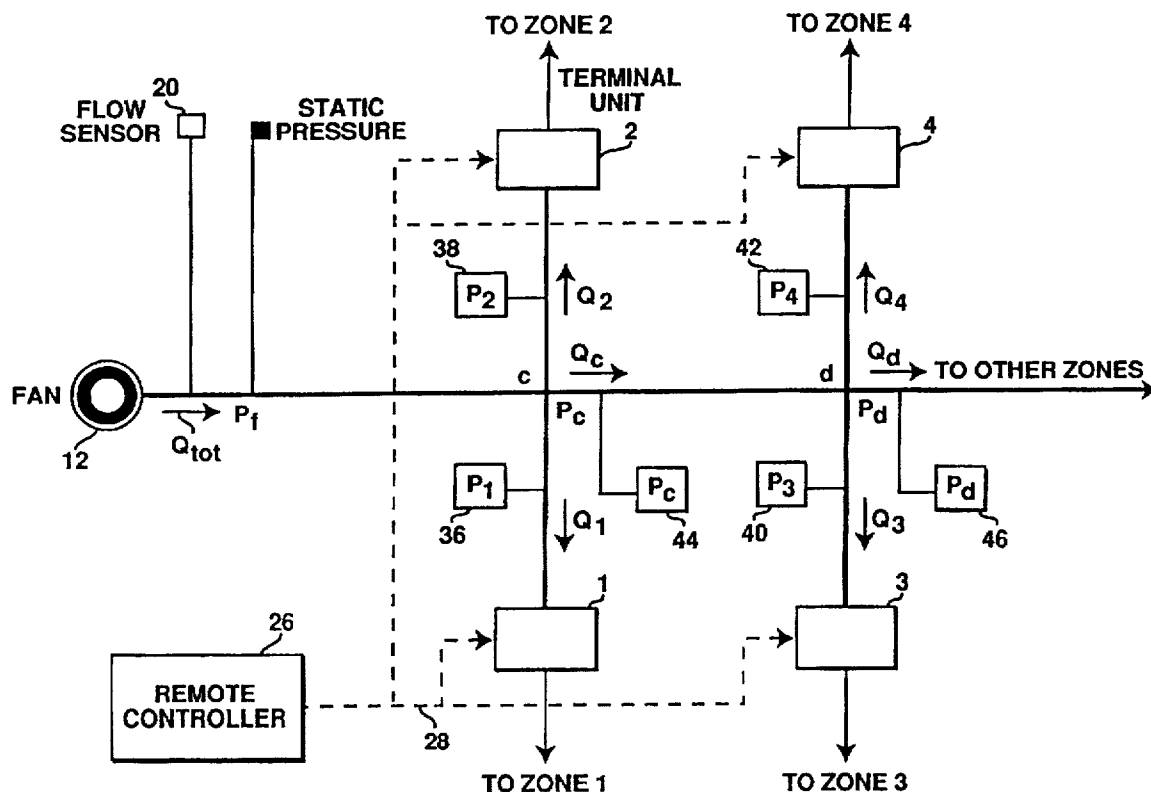 TO ZONE 2
TO ZONE 4
20
FLOW
SENSOR
STATIC
PRESSURE
TERMINAL
UNIT
2
4
38
P2
Q2
42
P4
Q4
FAN
12
Qtot
Pf
c
Qc
Pc
d
Qd
Pd
TO OTHER ZONES
P1
36
Q1
Pc
44
P3
40
Q3
Pd
46
1
3
26
REMOTE
CONTROLLER
28
TO ZONE 1
TO ZONE 3